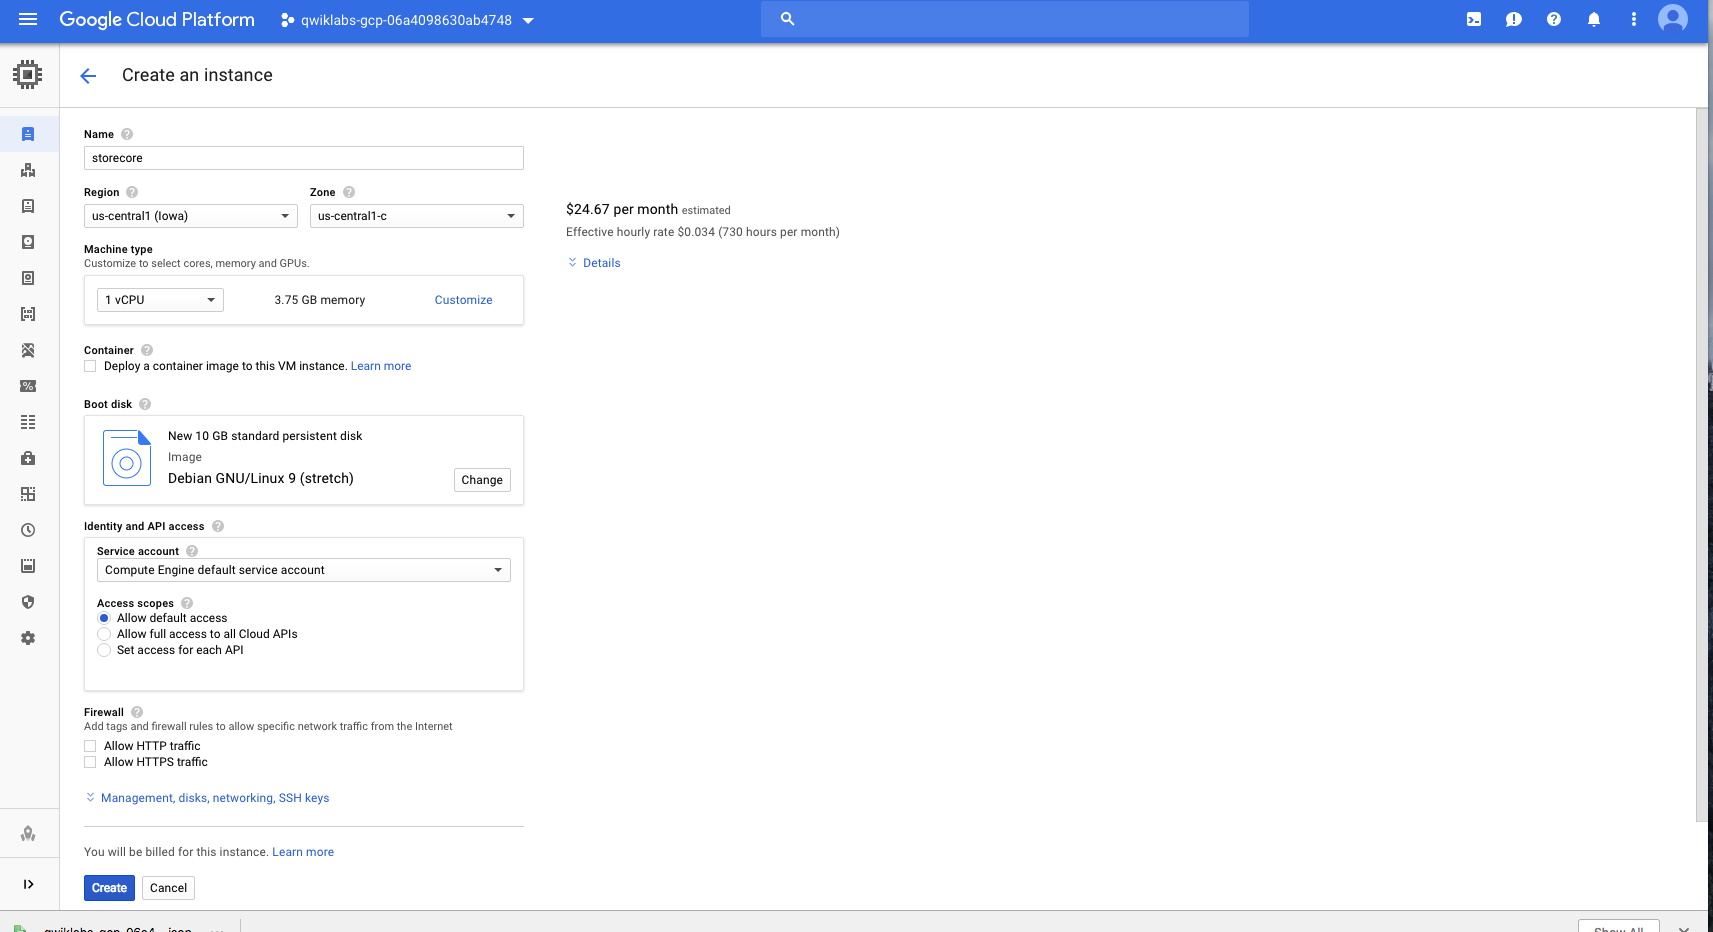 Google Cloud Platform
qwiklabs-gcp-06a4098630ab4748
Create an instance
Name
storecore
Region
Zone
us-central1 (Iowa)
us-central1-c
$24.67 per month estimated
Effective hourly rate $0.034 (730 hours per month)
Details
Machine type
Customize to select cores, memory and GPUs.
1 vCPU
3.75 GB memory
Customize
Container
Deploy a container image to this VM instance. Learn more
Boot disk
New 10 GB standard persistent disk
Image
Debian GNU/Linux 9 (stretch)
Change
Identity and API access
Service account
Compute Engine default service account
Access scopes
Allow default access
Allow full access to all Cloud APIs
Set access for each API
Firewall
Add tags and firewall rules to allow specific network traffic from the Internet
Allow HTTP traffic
Allow HTTPS traffic
Management, disks, networking, SSH keys
You will be billed for this instance. Learn more
Create
Cancel
qwiklabs-gcp-06a4....json
Show All